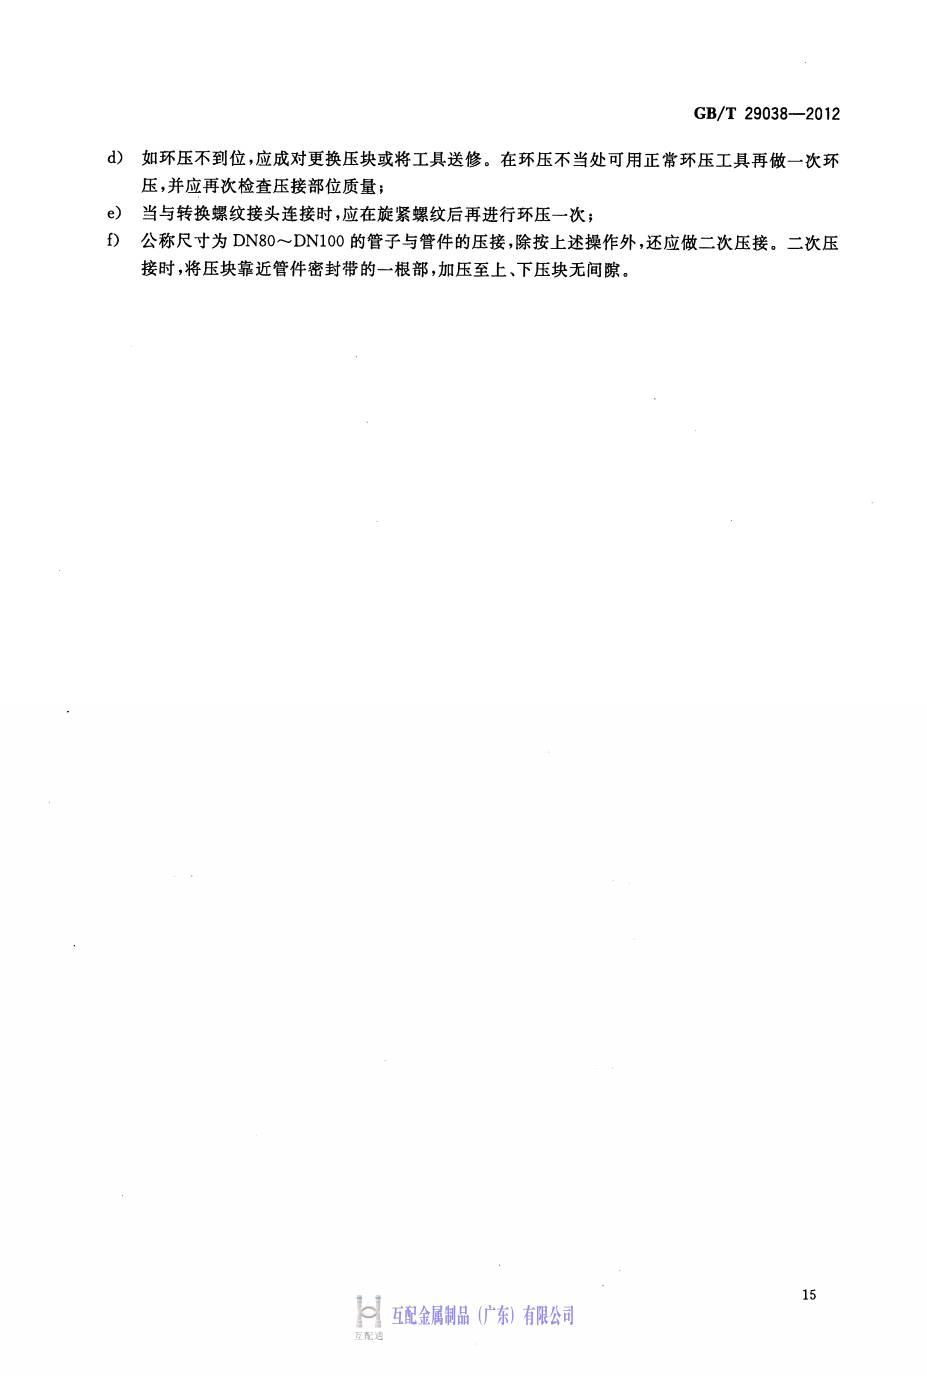 GB/T 29038—2012
d) 如环压不到位,应成对更换压块或将工具送修。在环压不当处可用正常环压工具再做一次环
压,并应再次检查压接部位质量;
e) 当与转换螺纹接头连接时,应在旋紧螺纹后再进行环压一次;
f) 公称尺寸为 DN80～DN100 的管子与管件的压接,除按上述操作外,还应做二次压接。二次压
接时,将压块靠近管件密封带的一根部,加压至上、下压块无间隙。
15
互配金属制品（广东）有限公司
互配通